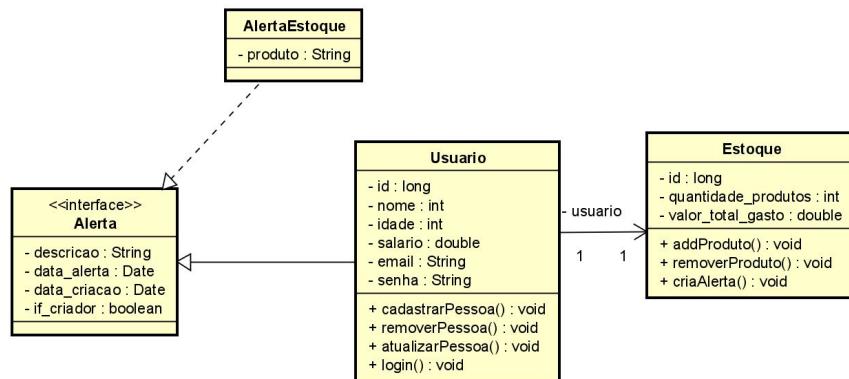 AlertaEstoque
- produto : String
<<interface>>
Alerta
- descricao : String
- data_alerta : Date
- data_criacao : Date
- if_criador : boolean
Usuario
- id : long
- nome : int
- idade : int
- salario : double
- email : String
- senha : String
+ cadastrarPessoa() : void
+ removerPessoa() : void
+ atualizarPessoa() : void
+ login() : void
- usuario
1 1
Estoque
- id : long
- quantidade_produtos : int
- valor_total_gasto : double
+ addProduto() : void
+ removerProduto() : void
+ criaAlerta() : void